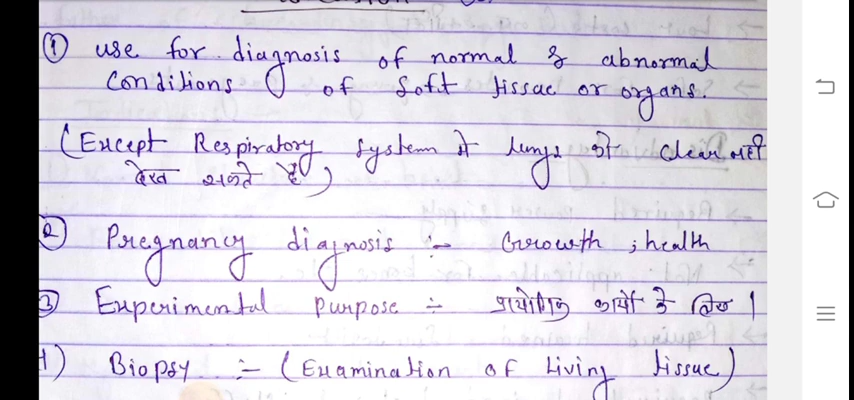 ① use for diagnosis of normal & abnormal
conditions of soft tissue or organs.
(Except Respiratory system में lungs को clear नही
देख सकते है)
② Pregnancy diagnosis :- Growth ; health
③ Experimental purpose :- प्रायोगिक कार्यो के लिए ।
4) Biopsy :- (Examination of living tissue)